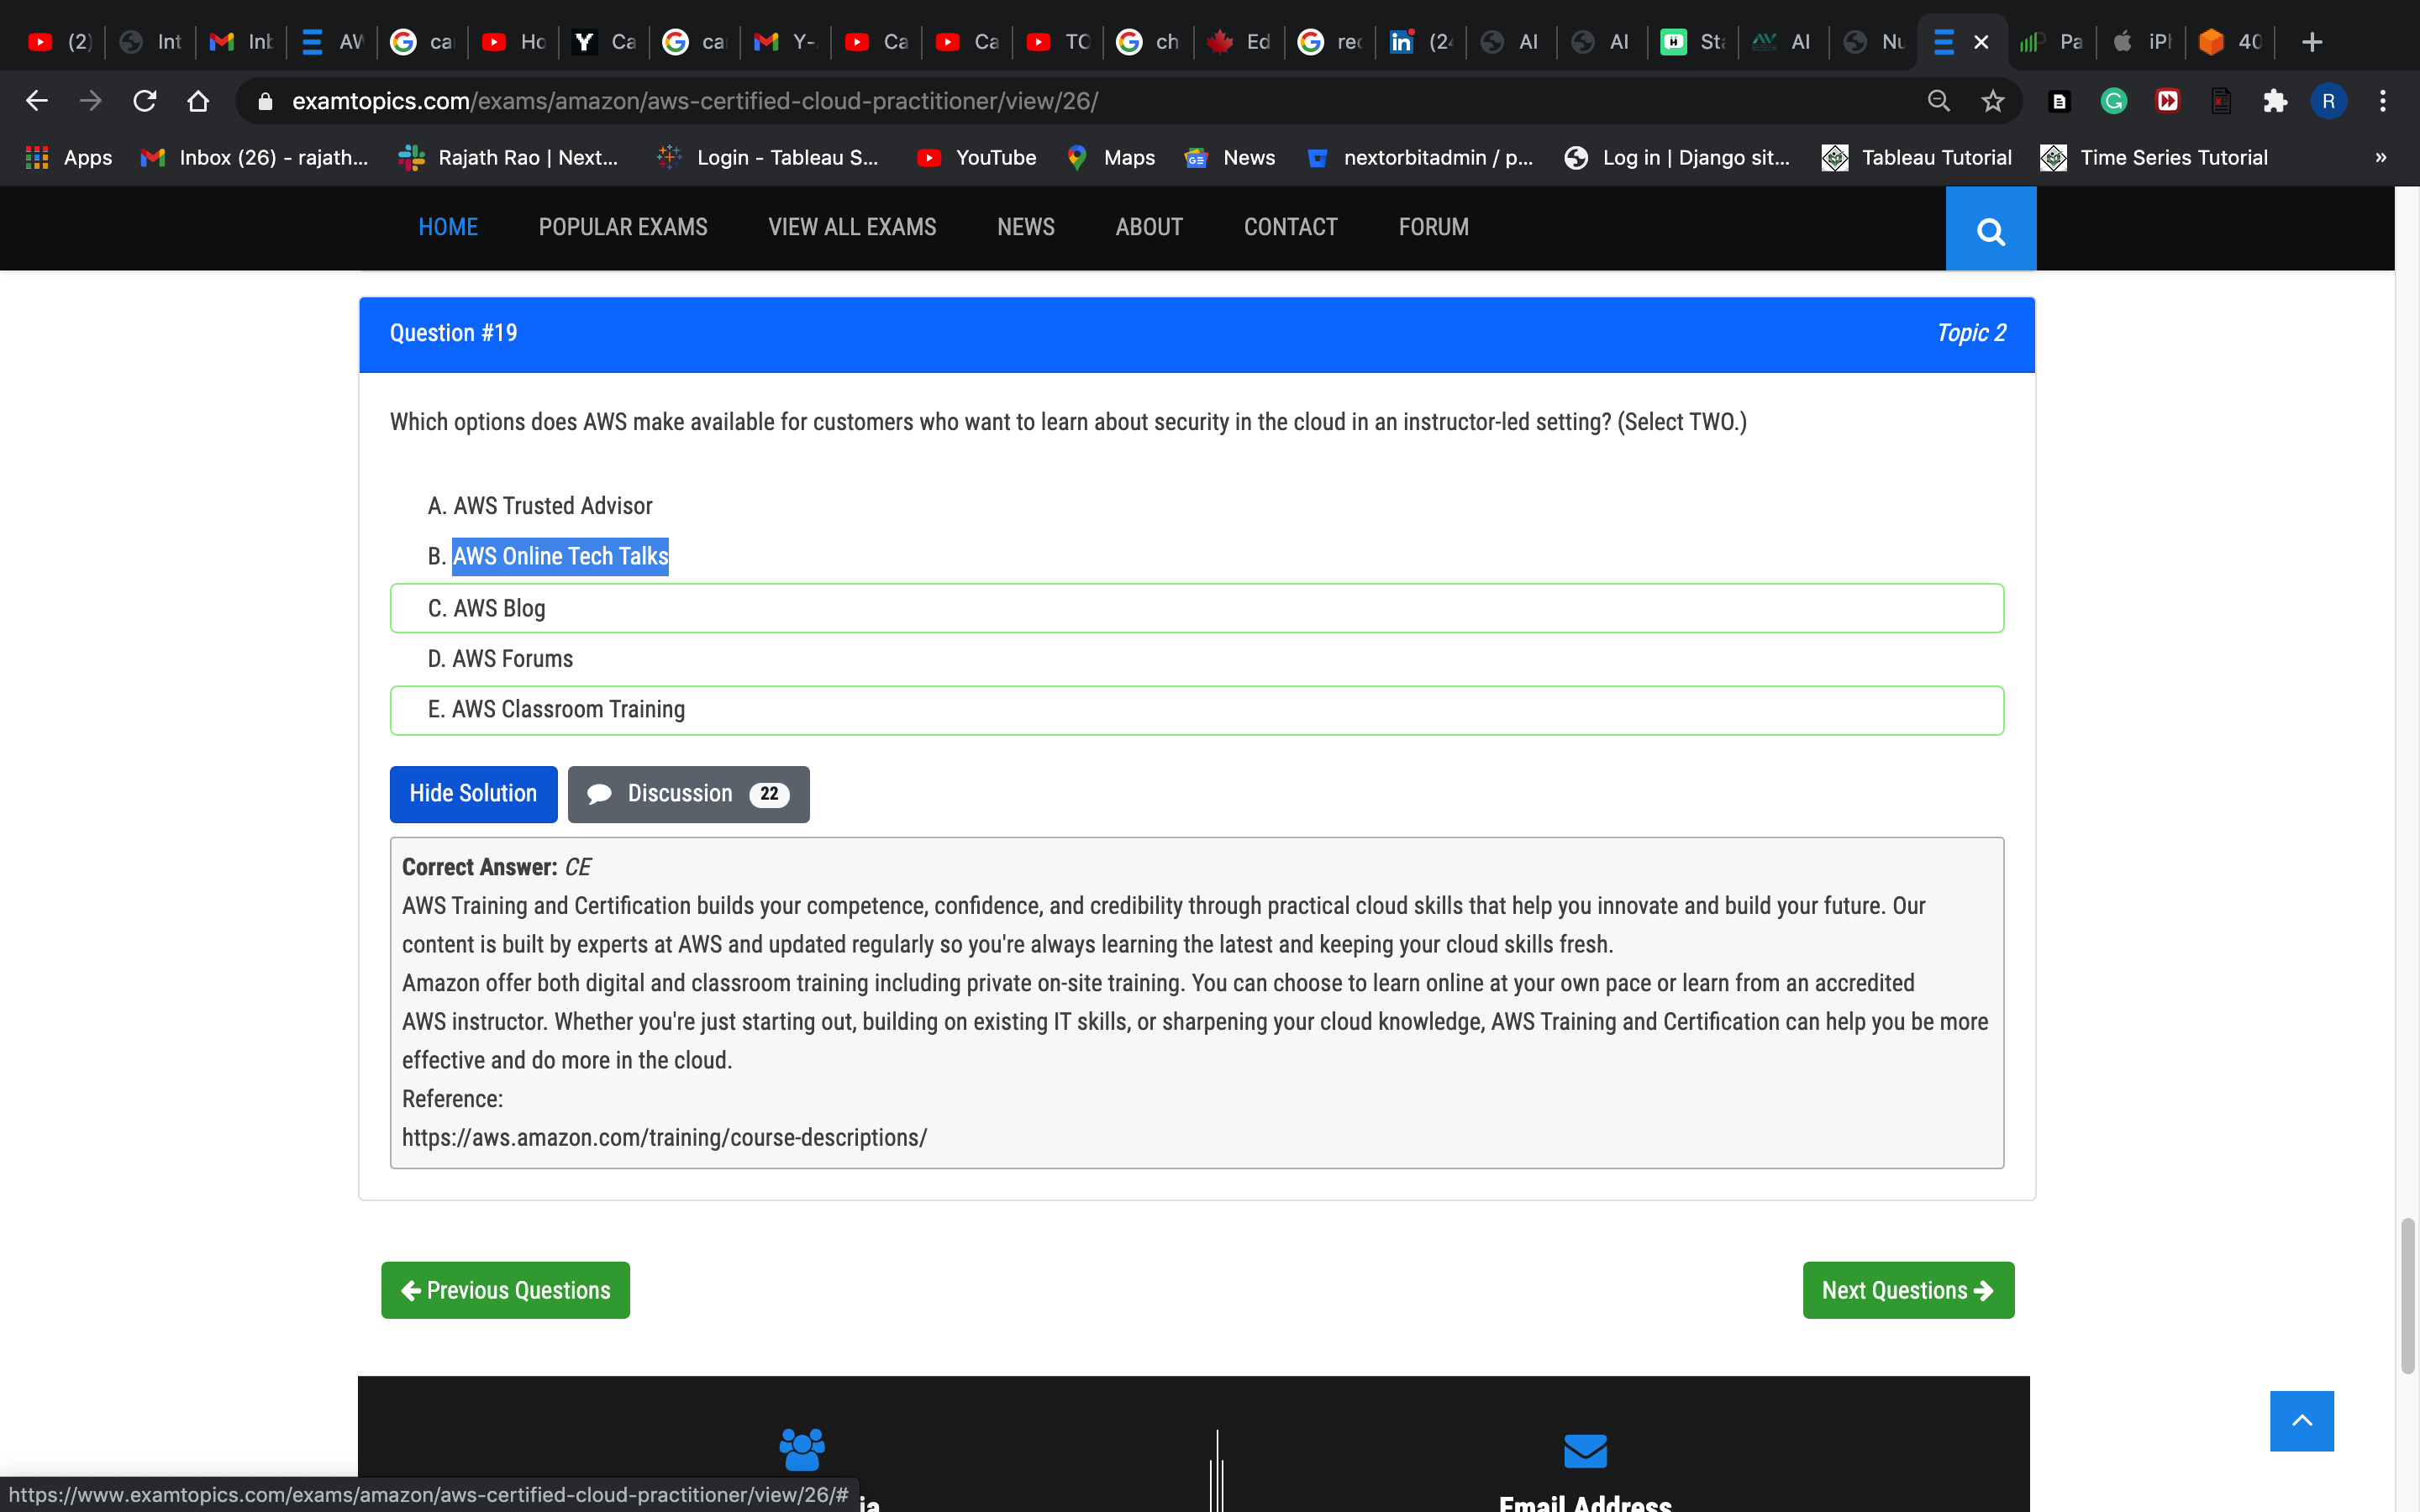 (2)
Int
Inb
AW
ca
Ho
Ca
ca
Y-
Ca
Ca
TO
ch
Ed
rec
(24
AI
AI
Sta
AI
Nu
Pa
iPh
40
examtopics.com/exams/amazon/aws-certified-cloud-practitioner/view/26/
R
Apps
Inbox (26) - rajath...
Rajath Rao | Next...
Login - Tableau S...
YouTube
Maps
News
nextorbitadmin / p...
Log in | Django sit...
Tableau Tutorial
Time Series Tutorial
»
HOME
POPULAR EXAMS
VIEW ALL EXAMS
NEWS
ABOUT
CONTACT
FORUM
Question #19
Topic 2
Which options does AWS make available for customers who want to learn about security in the cloud in an instructor-led setting? (Select TWO.)
A. AWS Trusted Advisor
B. AWS Online Tech Talks
C. AWS Blog
D. AWS Forums
E. AWS Classroom Training
Hide Solution
Discussion 22
Correct Answer: CE
AWS Training and Certification builds your competence, confidence, and credibility through practical cloud skills that help you innovate and build your future. Our
content is built by experts at AWS and updated regularly so you're always learning the latest and keeping your cloud skills fresh.
Amazon offer both digital and classroom training including private on-site training. You can choose to learn online at your own pace or learn from an accredited
AWS instructor. Whether you're just starting out, building on existing IT skills, or sharpening your cloud knowledge, AWS Training and Certification can help you be more
effective and do more in the cloud.
Reference:
https://aws.amazon.com/training/course-descriptions/
Previous Questions
Next Questions
https://www.examtopics.com/exams/amazon/aws-certified-cloud-practitioner/view/26/#
ia
Email Address